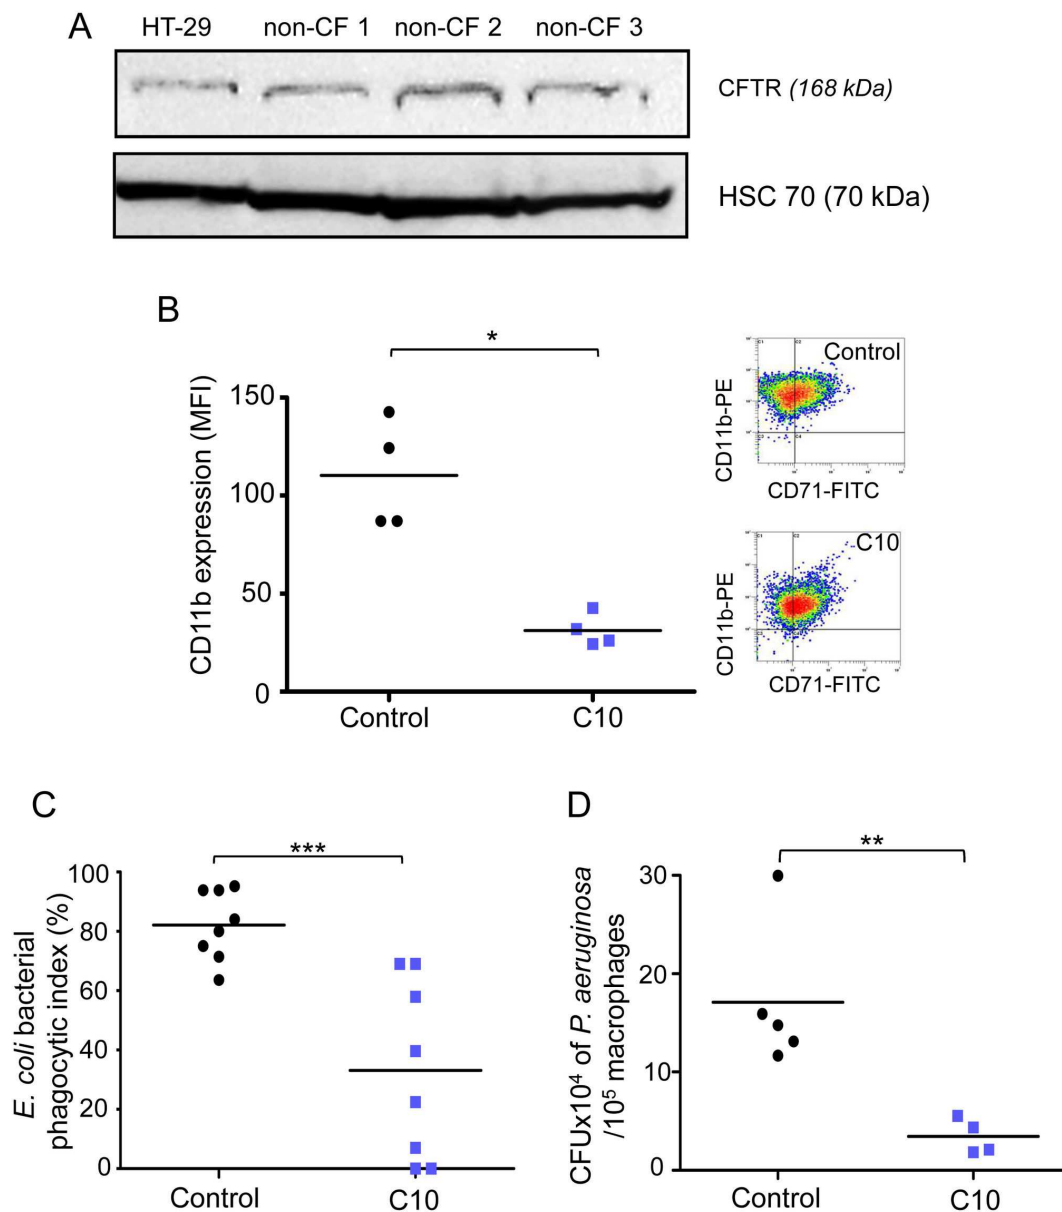 A
HT-29 non-CF 1 non-CF 2 non-CF 3
CFTR (168 kDa)
HSC 70 (70 kDa)
B
*
CD11b expression (MFI)
150
100
50
0
Control C10
Control
CD11b-PE
CD71-FITC
C10
CD11b-PE
CD71-FITC
C
***
E. coli bacterial
phagocytic index (%)
100
80
60
40
20
0
Control C10
D
**
CFUx10⁴ of P. aeruginosa
/10⁵ macrophages
30
20
10
0
Control C10